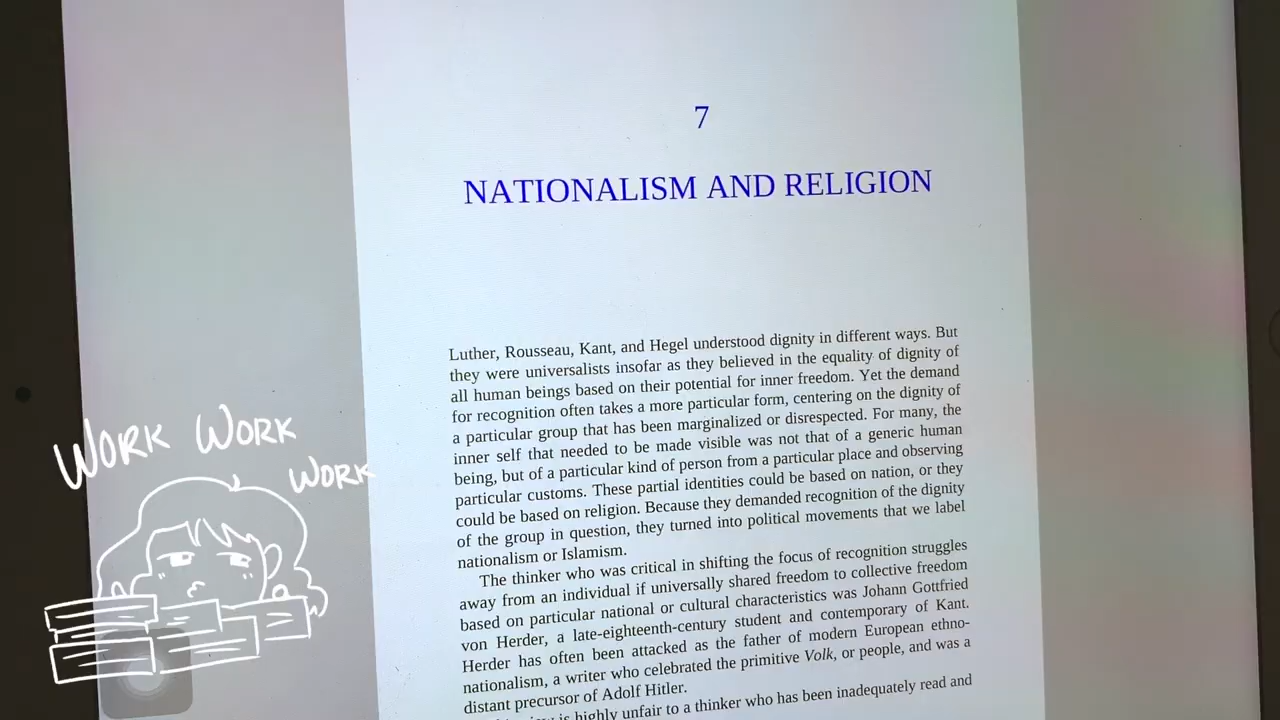 7
NATIONALISM AND RELIGION
Luther, Rousseau, Kant, and Hegel understood dignity in different ways. But
they were universalists insofar as they believed in the equality of dignity of
all human beings based on their potential for inner freedom. Yet the demand
for recognition often takes a more particular form, centering on the dignity of
a particular group that has been marginalized or disrespected. For many, the
inner self that needed to be made visible was not that of a generic human
being, but of a particular kind of person from a particular place and observing
particular customs. These partial identities could be based on nation, or they
could be based on religion. Because they demanded recognition of the dignity
of the group in question, they turned into political movements that we label
nationalism or Islamism.
The thinker who was critical in shifting the focus of recognition struggles
away from an individual if universally shared freedom to collective freedom
based on particular national or cultural characteristics was Johann Gottfried
von Herder, a late-eighteenth-century student and contemporary of Kant.
Herder has often been attacked as the father of modern European ethno-
nationalism, a writer who celebrated the primitive Volk, or people, and was a
distant precursor of Adolf Hitler.
is highly unfair to a thinker who has been inadequately read and
WORK WORK
WORK